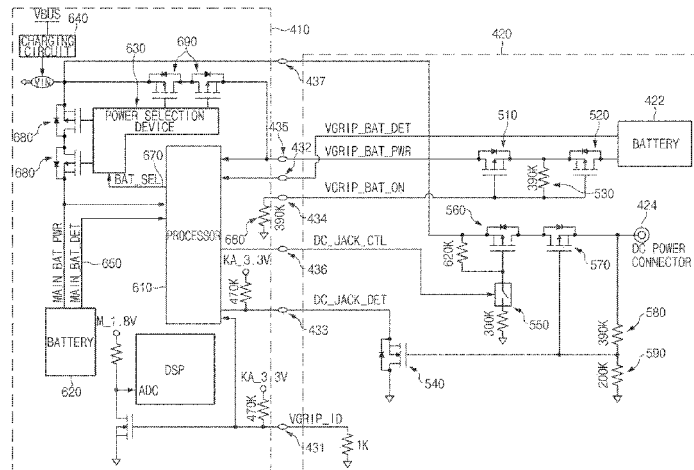 VBUS
640
410
CHARGING
CIRCUIT
420
630
690
VIN
437
POWER SELECTION
DEVICE
510
520
422
VGRIP_BAT_DET
BATTERY
680
435
432
VGRIP_BAT_PWR
680
670
BAT_SEL
390K
530
VGRIP_BAT_ON
560
424
PROCESSOR
390K
434
660
DC POWER
CONNECTOR
MAIN_BAT_PWR
MAIN_BAT_DET
650
620K
570
DC_JACK_CTL
KA_3.3V
436
610
470K
DC_JACK_DET
550
300K
580
390K
433
M_1.8V
BATTERY
DSP
620
KA_3.3V
540
590
200K
ADC
470K
VGRIP_ID
431
1K